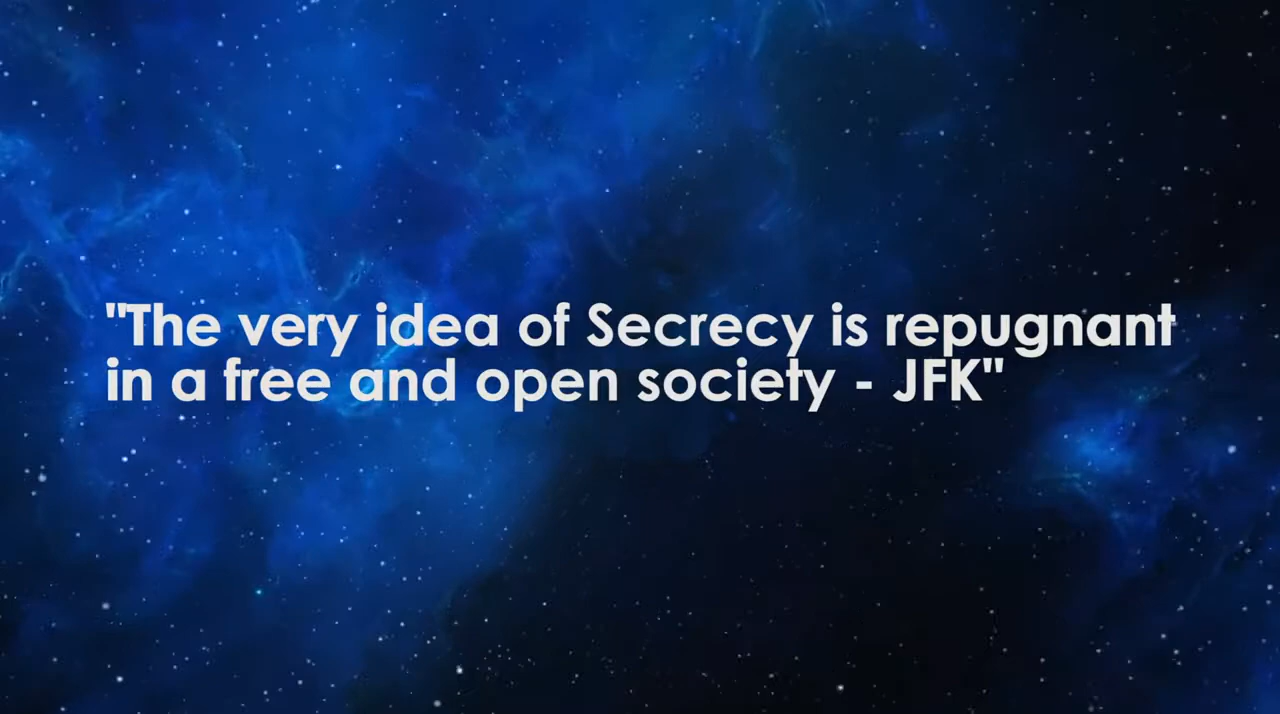 "The very idea of Secrecy is repugnant
in a free and open society - JFK"